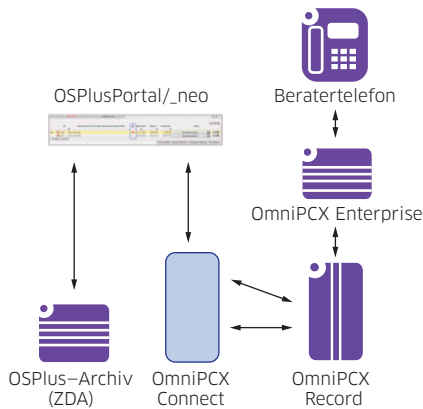 OSPlusPortal/_neo
Beratertelefon
OmniPCX Enterprise
OSPlus–Archiv
(ZDA)
OmniPCX
Connect
OmniPCX
Record